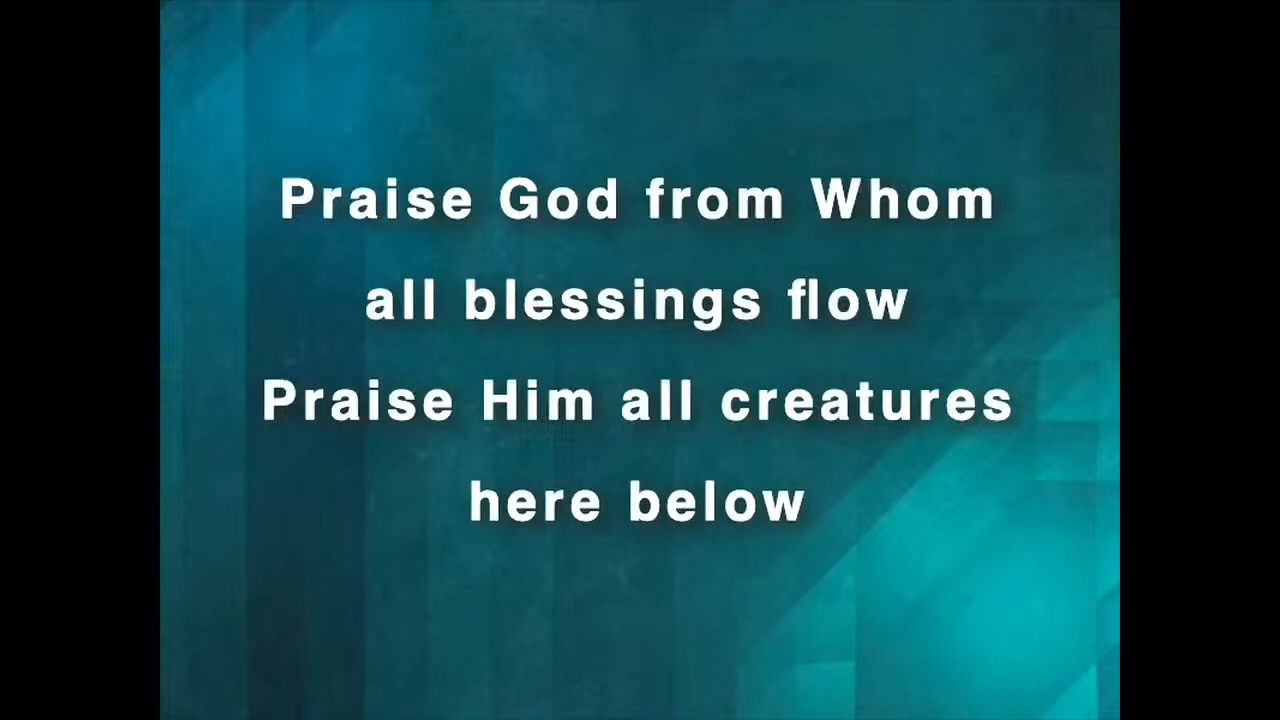 Praise God from Whom
all blessings flow
Praise Him all creatures
here below